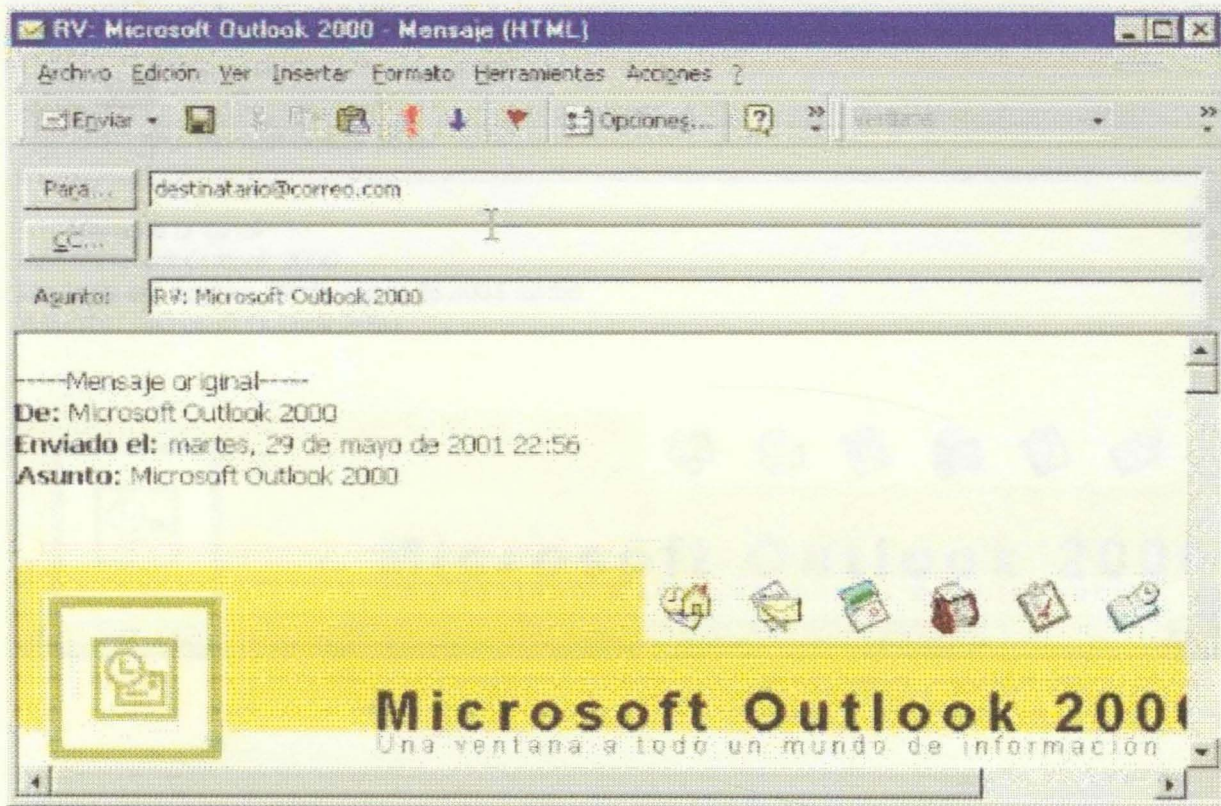 RV: Microsoft Outlook 2000 - Mensaje (HTML)
Archivo Edición Ver Insertar Formato Herramientas Acciones ?
Enviar Opciones...
Para... destinatario@correo.com
CC...
Asunto: RV: Microsoft Outlook 2000
-----Mensaje original-----
De: Microsoft Outlook 2000
Enviado el: martes, 29 de mayo de 2001 22:56
Asunto: Microsoft Outlook 2000
Microsoft Outlook 200
Una ventana a todo un mundo de información